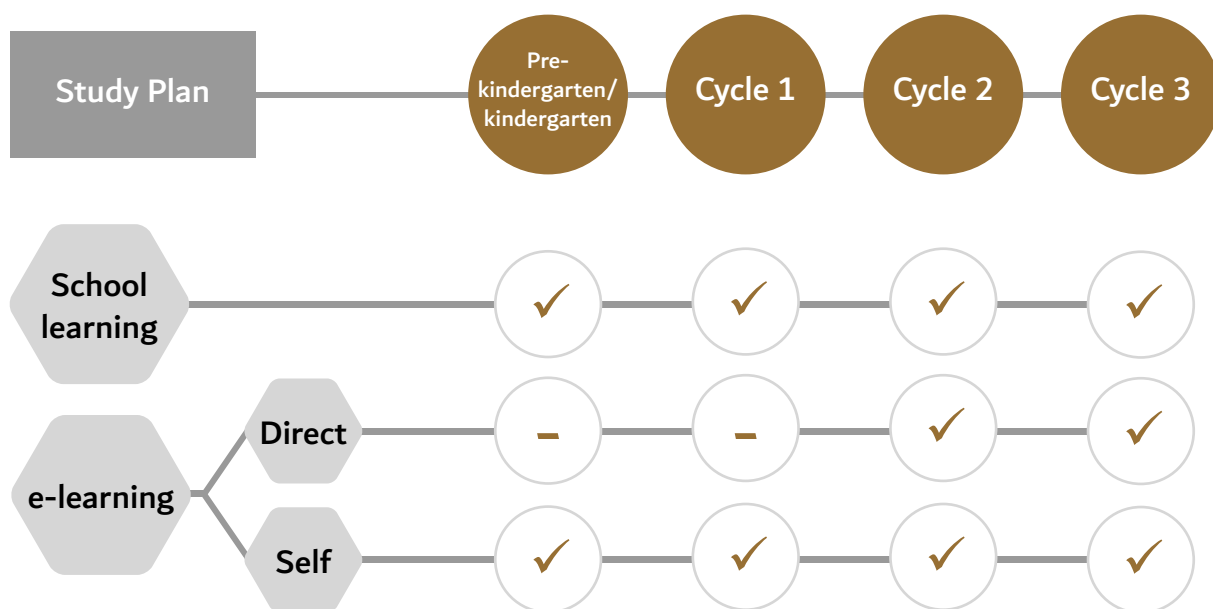 Study Plan
Pre-
kindergarten/
kindergarten
Cycle 1
Cycle 2
Cycle 3
School
learning
✓ ✓ ✓ ✓
e-learning
Direct
- - ✓ ✓
Self
✓ ✓ ✓ ✓